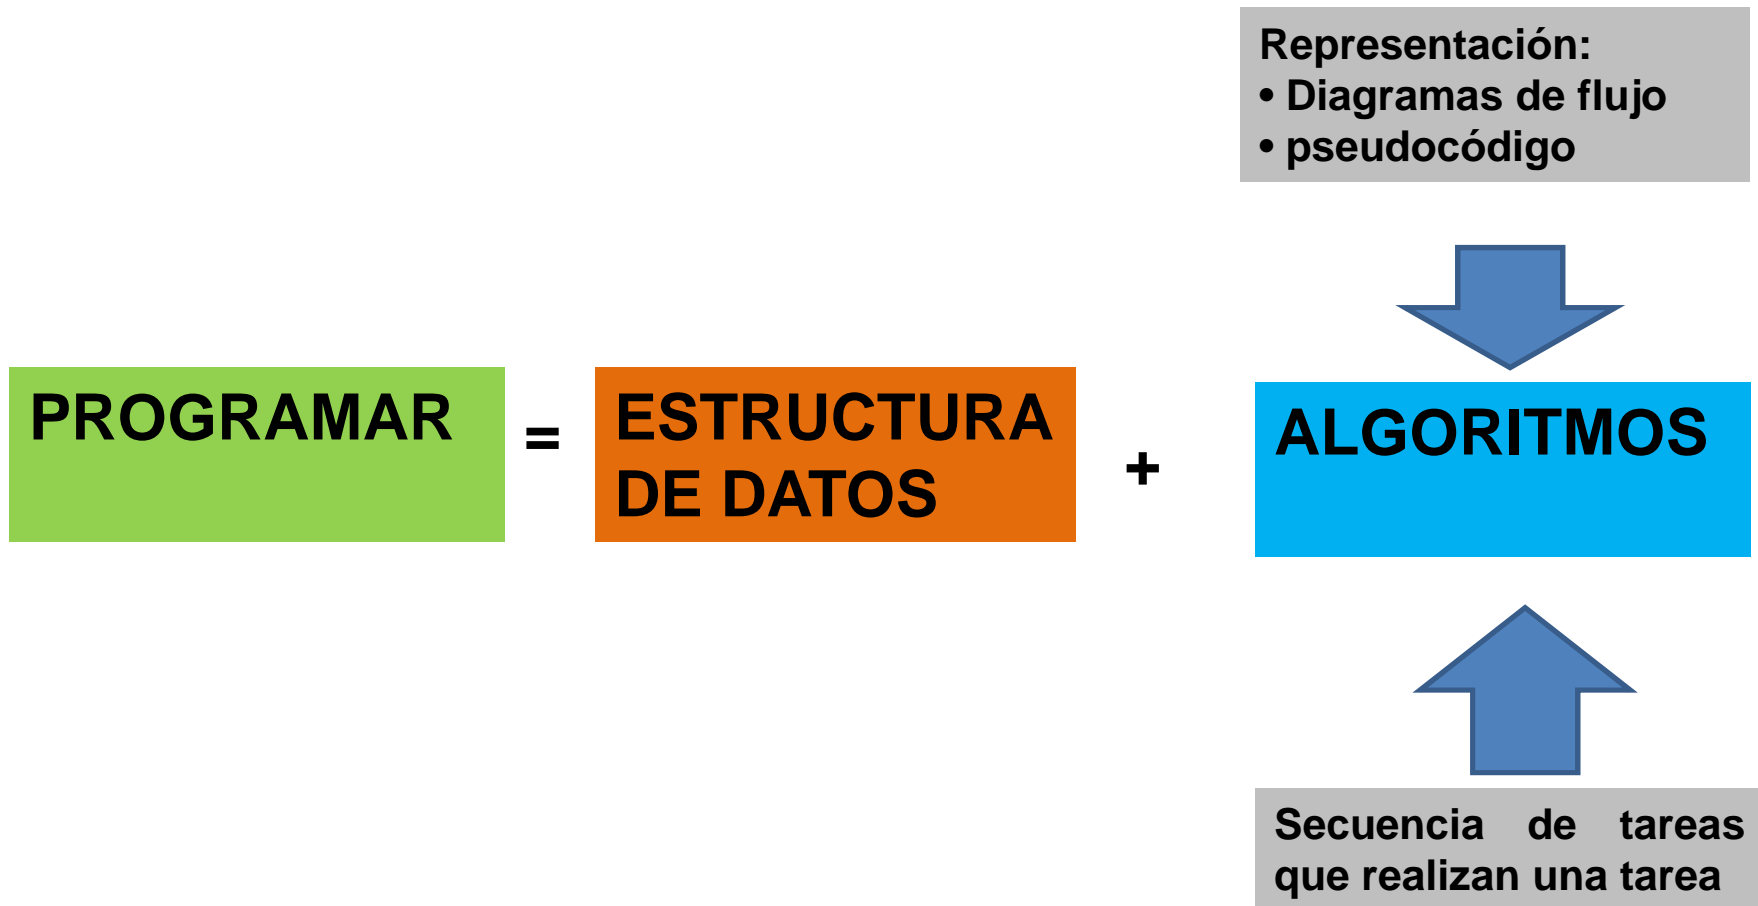 Representación:
• Diagramas de flujo
• pseudocódigo
PROGRAMAR
=
ESTRUCTURA
DE DATOS
+
ALGORITMOS
Secuencia de tareas
que realizan una tarea